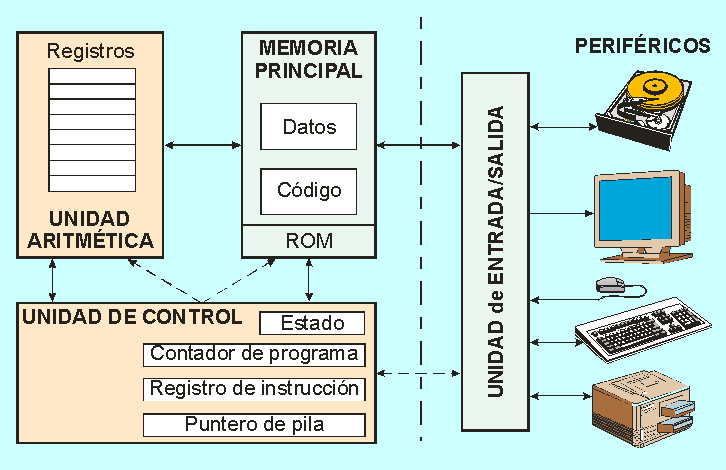 Registros
UNIDAD
ARITMÉTICA
MEMORIA
PRINCIPAL
Datos
Código
ROM
UNIDAD DE CONTROL
Estado
Contador de programa
Registro de instrucción
Puntero de pila
UNIDAD de ENTRADA/SALIDA
PERIFÉRICOS